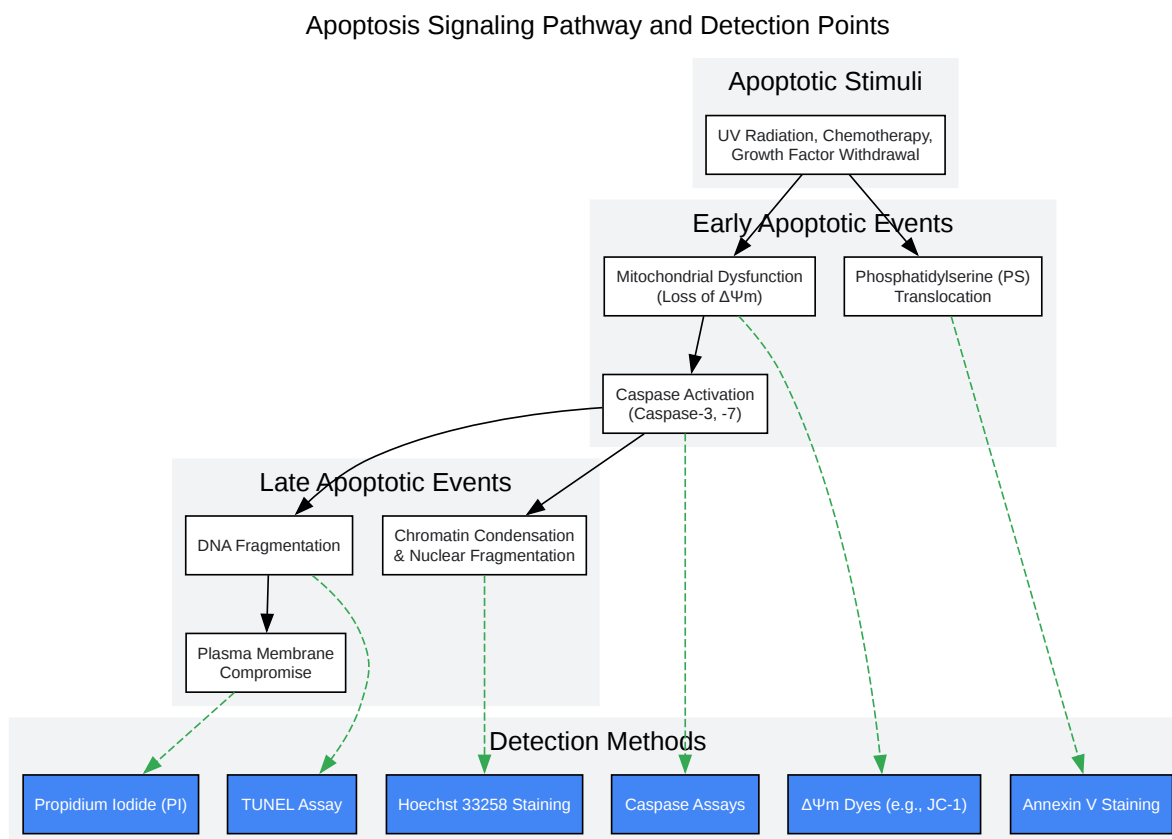 Apoptosis Signaling Pathway and Detection Points
Apoptotic Stimuli
UV Radiation, Chemotherapy,
Growth Factor Withdrawal
Early Apoptotic Events
Mitochondrial Dysfunction
(Loss of ΔΨm)
Phosphatidylserine (PS)
Translocation
Caspase Activation
(Caspase-3, -7)
Late Apoptotic Events
DNA Fragmentation
Chromatin Condensation
& Nuclear Fragmentation
Plasma Membrane
Compromise
Detection Methods
Propidium Iodide (PI)
TUNEL Assay
Hoechst 33258 Staining
Caspase Assays
ΔΨm Dyes (e.g., JC-1)
Annexin V Staining